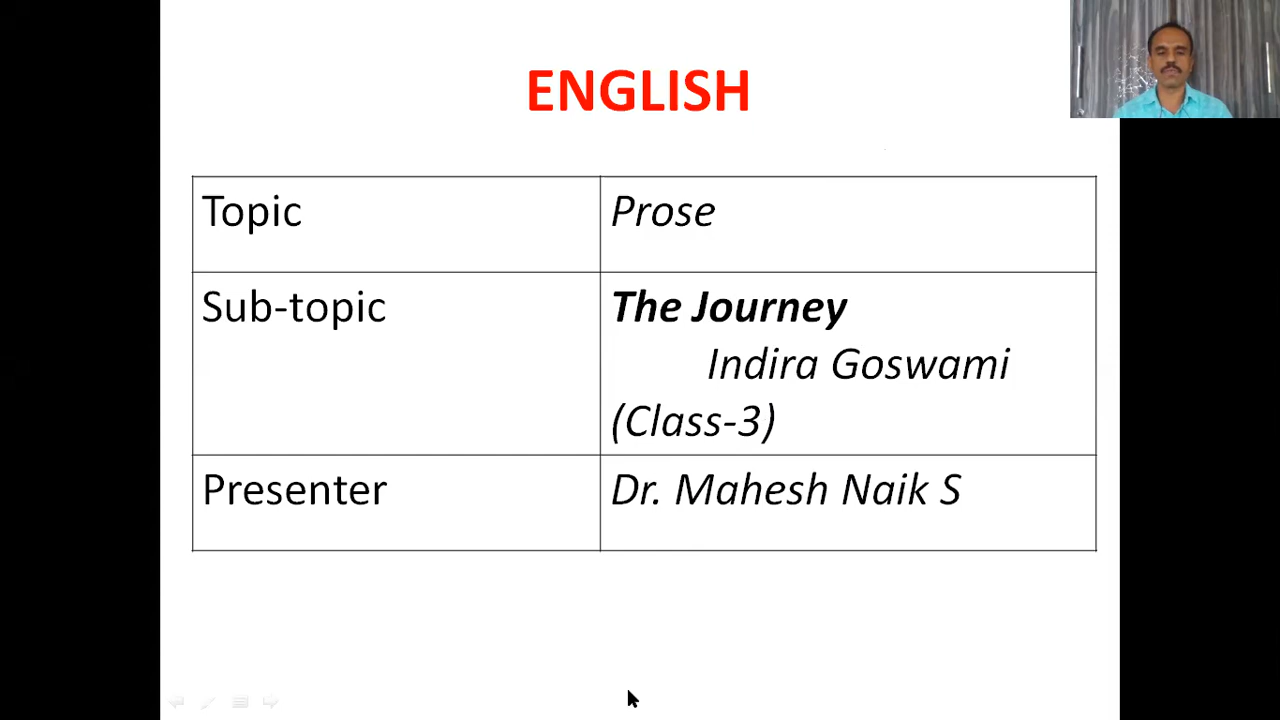 ENGLISH
Topic
Prose
Sub-topic
The Journey
Indira Goswami
(Class-3)
Presenter
Dr. Mahesh Naik S